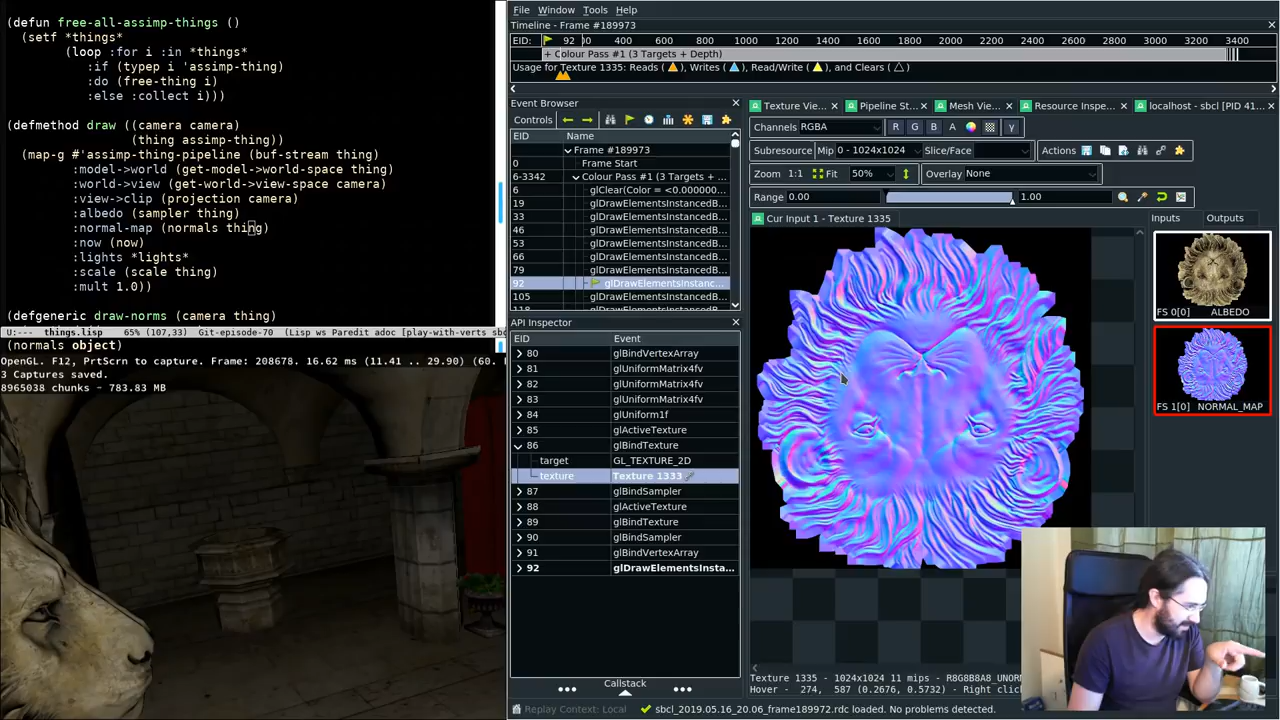 (defun free-all-assimp-things ()
(setf *things*
(loop :for i :in *things*
:if (typep i 'assimp-thing)
:do (free-thing i)
:else :collect i)))
(defmethod draw ((camera camera)
(thing assimp-thing))
(map-g #'assimp-thing-pipeline (buf-stream thing)
:model->world (get-model->world-space thing)
:world->view (get-world->view-space camera)
:view->clip (projection camera)
:albedo (sampler thing)
:normal-map (normals thing)
:now (now)
:lights *lights*
:scale (scale thing)
:mult 1.0))
(defgeneric draw-norms (camera thing)
U:--- things.lisp 65% (107,33) Git-episode-70 (Lisp ws Paredit adoc [play-with-verts sbc
(normals object)
OpenGL. F12, PrtScrn to capture. Frame: 208678. 16.62 ms (11.41 .. 29.90) (60.
3 Captures saved.
8965038 chunks - 783.83 MB
File Window Tools Help
Timeline - Frame #189973
EID: 92 00 400 600 800 1000 1200 1400 1600 1800 2000 2200 2400 2600 2800 3000 3200 3400
+ Colour Pass #1 (3 Targets + Depth)
Usage for Texture 1335: Reads ( ), Writes ( ), Read/Write ( ), and Clears ( )
Event Browser
Controls
EID Name
Frame #189973
0 Frame Start
6-3342 Colour Pass #1 (3 Targets + ...
6 glClear(Color = <0.000000...
19 glDrawElementsInstancedB...
33 glDrawElementsInstancedB...
46 glDrawElementsInstancedB...
53 glDrawElementsInstancedB...
66 glDrawElementsInstancedB...
79 glDrawElementsInstancedB...
92 glDrawElementsInstanc...
105 glDrawElementsInstancedB...
API Inspector
EID Event
80 glBindVertexArray
81 glUniformMatrix4fv
82 glUniformMatrix4fv
83 glUniformMatrix4fv
84 glUniform1f
85 glActiveTexture
86 glBindTexture
target GL_TEXTURE_2D
texture Texture 1333
87 glBindSampler
88 glActiveTexture
89 glBindTexture
90 glBindSampler
91 glBindVertexArray
92 glDrawElementsInsta...
Callstack
Texture Vie... Pipeline St... Mesh Vie... Resource Inspe... localhost - sbcl [PID 41...
Channels RGBA R G B A γ
Subresource Mip 0 - 1024x1024 Slice/Face Actions
Zoom 1:1 Fit 50% Overlay None
Range 0.00 1.00
Cur Input 1 - Texture 1335
Inputs Outputs
FS 0[0] ALBEDO
FS 1[0] NORMAL_MAP
Texture 1335 - 1024x1024 11 mips - R8G8B8A8_UNORM
Hover - 274, 587 (0.2676, 0.5732) - Right click
Replay Context: Local sbcl_2019.05.16_20.06_frame189972.rdc loaded. No problems detected.